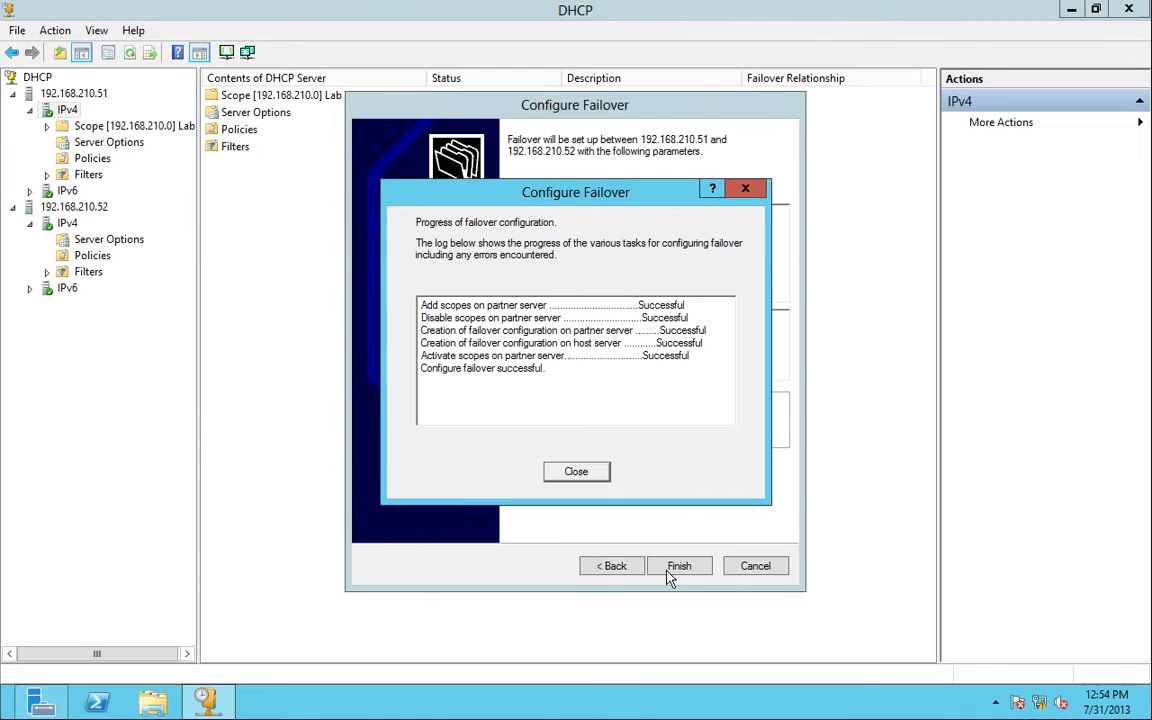 DHCP
File Action View Help
DHCP
192.168.210.51
IPv4
Scope [192.168.210.0] Lab
Server Options
Policies
Filters
IPv6
192.168.210.52
IPv4
Server Options
Policies
Filters
IPv6
Contents of DHCP Server Status Description Failover Relationship
Scope [192.168.210.0] Lab
Server Options
Policies
Filters
Actions
IPv4
More Actions
Configure Failover
Failover will be set up between 192.168.210.51 and
192.168.210.52 with the following parameters.
Configure Failover
Progress of failover configuration.
The log below shows the progress of the various tasks for configuring failover
including any errors encountered.
Add scopes on partner server ................................Successful
Disable scopes on partner server ............................Successful
Creation of failover configuration on partner server .........Successful
Creation of failover configuration on host server ............Successful
Activate scopes on partner server............................Successful
Configure failover successful.
Close
< Back Finish Cancel
12:54 PM
7/31/2013